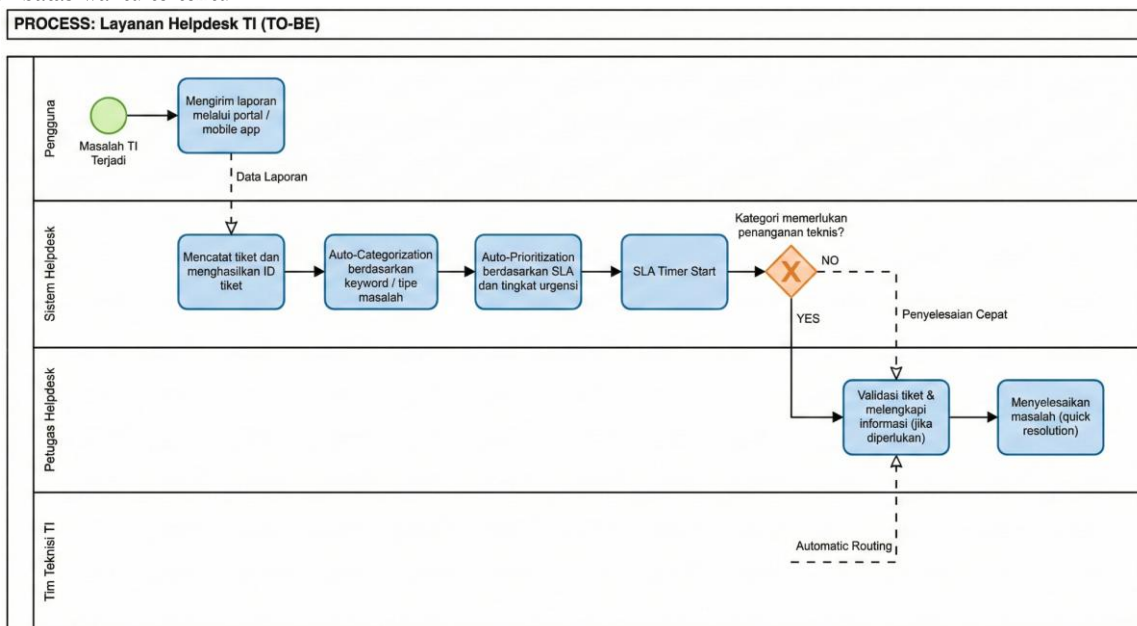 PROCESS: Layanan Helpdesk TI (TO-BE)
Pengguna
Masalah TI
Terjadi
Mengirim laporan
melalui portal /
mobile app
Data Laporan
Sistem Helpdesk
Mencatat tiket dan
menghasilkan ID
tiket
Auto-Categorization
berdasarkan
keyword / tipe
masalah
Auto-Prioritization
berdasarkan SLA
dan tingkat urgensi
SLA Timer Start
Kategori memerlukan
penanganan teknis?
X
NO
YES
Penyelesaian Cepat
Petugas Helpdesk
Validasi tiket &
melengkapi
informasi (jika
diperlukan)
Menyelesaikan
masalah (quick
resolution)
Tim Teknisi TI
Automatic Routing